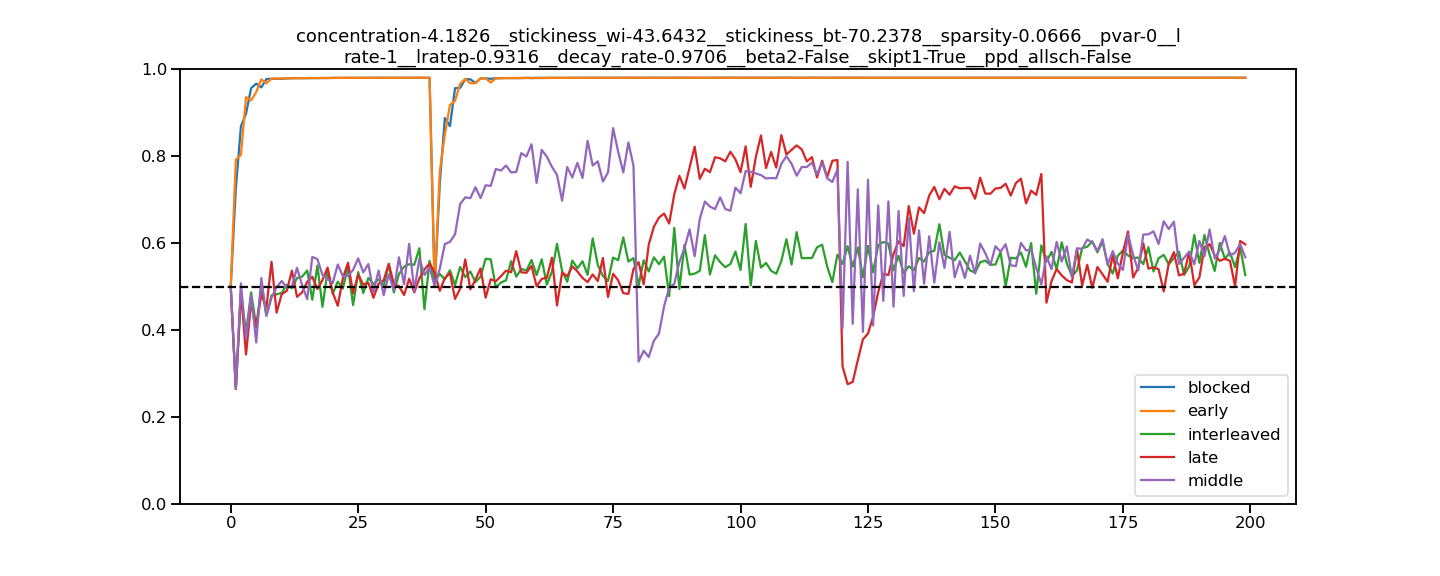 concentration-4.1826__stickiness_wi-43.6432__stickiness_bt-70.2378__sparsity-0.0666__pvar-0__l
rate-1__lratep-0.9316__decay_rate-0.9706__beta2-False__skipt1-True__ppd_allsch-False
1.0
0.8
0.6
0.4
0.2
0.0
blocked
early
interleaved
late
middle
0 25 50 75 100 125 150 175 200